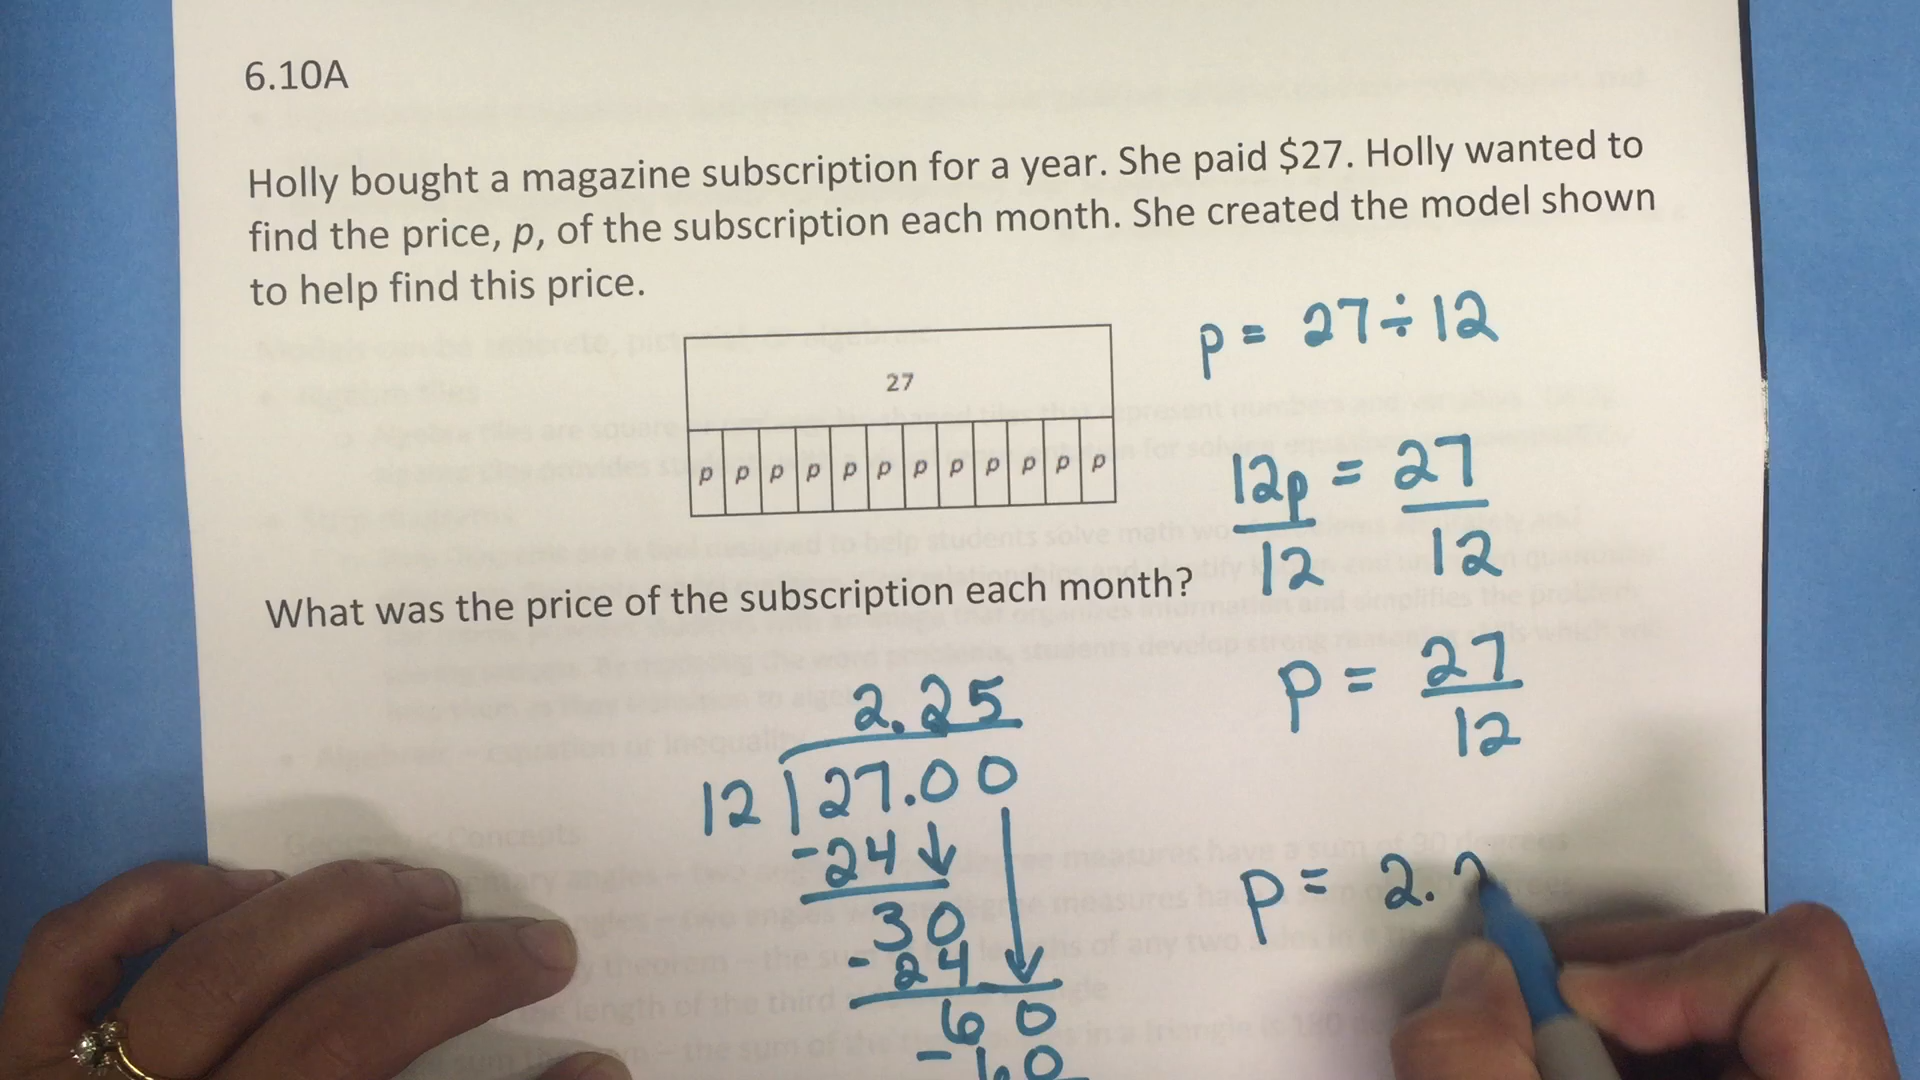 6.10A
Holly bought a magazine subscription for a year. She paid $27. Holly wanted to
find the price, p, of the subscription each month. She created the model shown
to help find this price.
27
p p p p p p p p p p p p
p = 27 ÷ 12
12p = 27
12 12
What was the price of the subscription each month?
p = 27
12
2.25
12 27.00
-24
30
-24
60
-60
p = 2.2